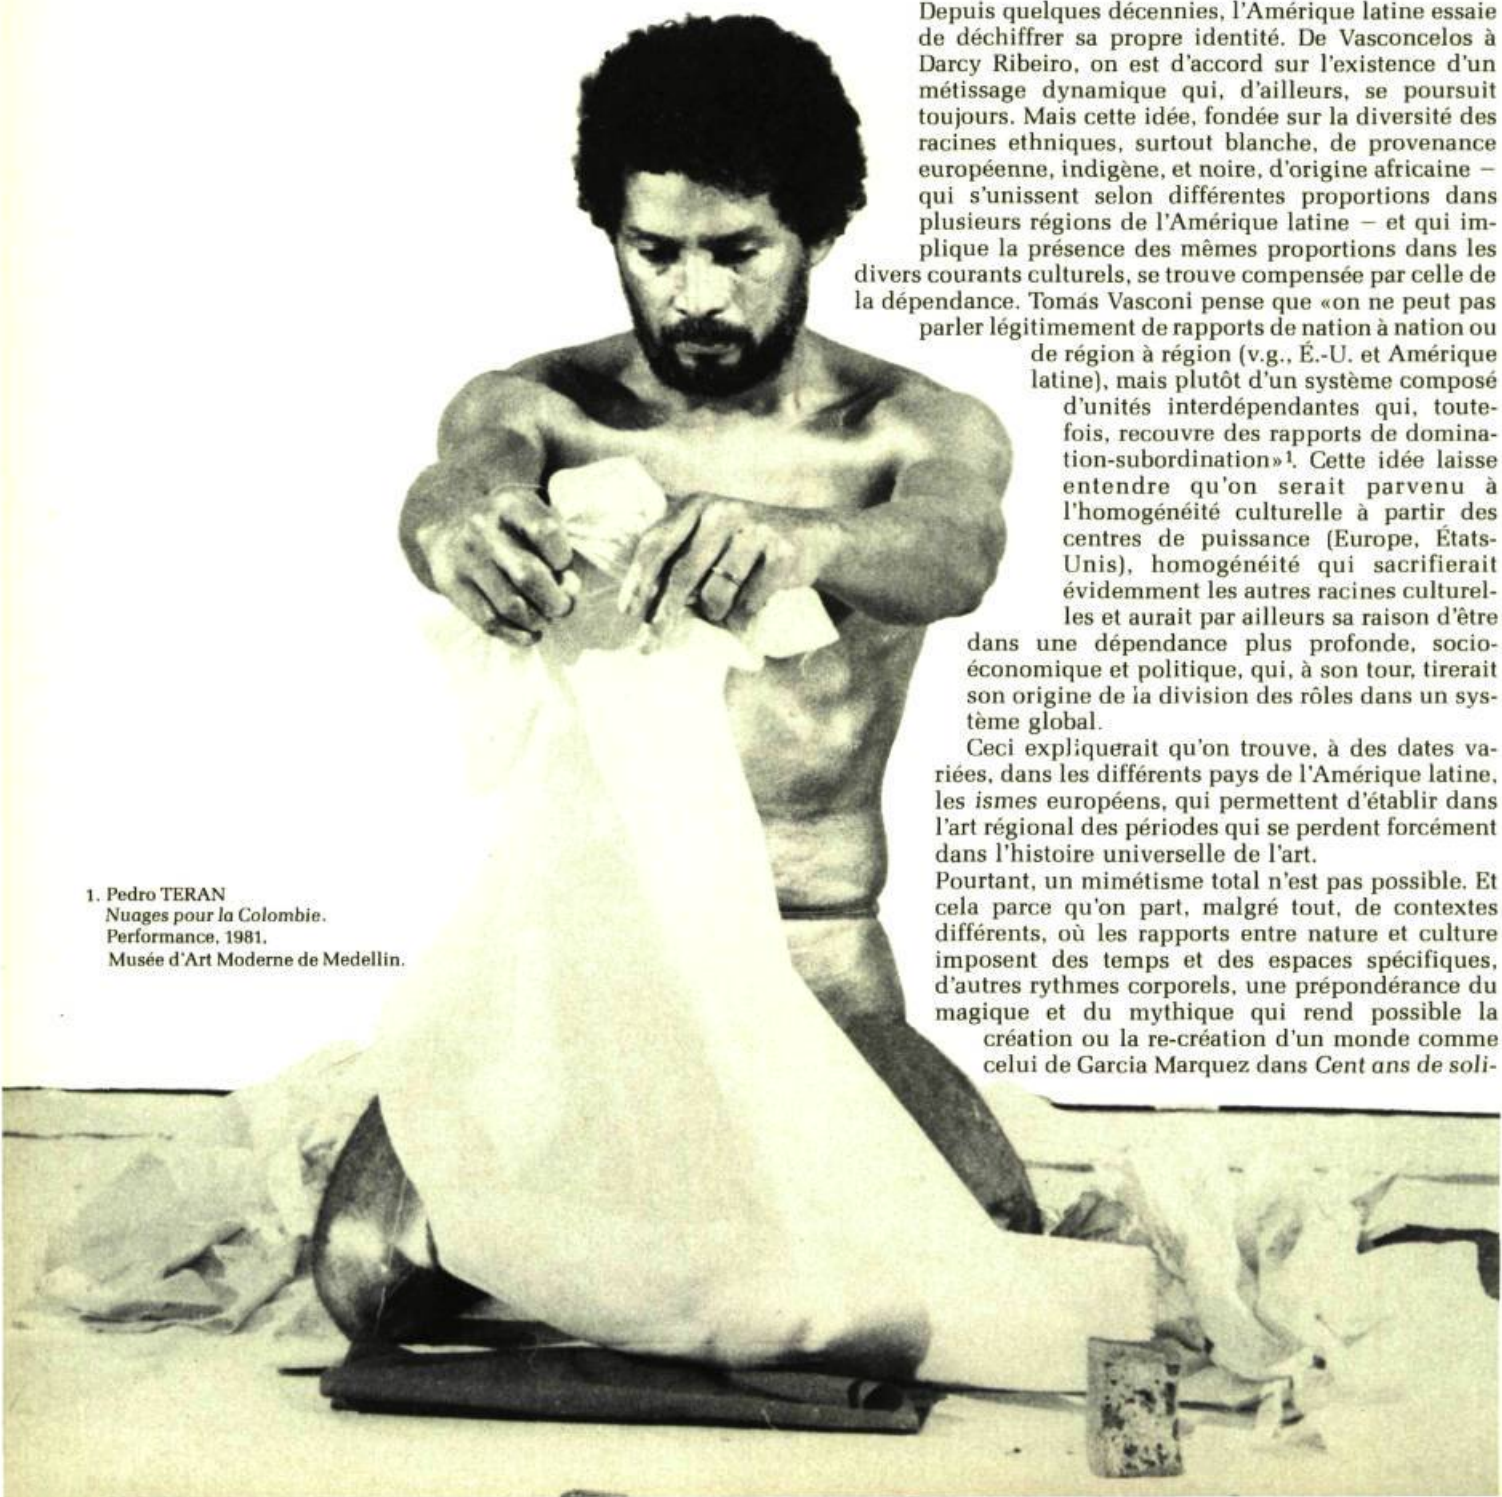 Depuis quelques décennies, l'Amérique latine essaie
de déchiffrer sa propre identité. De Vasconcelos à
Darcy Ribeiro, on est d'accord sur l'existence d'un
métissage dynamique qui, d'ailleurs, se poursuit
toujours. Mais cette idée, fondée sur la diversité des
racines ethniques, surtout blanche, de provenance
européenne, indigène, et noire, d'origine africaine —
qui s'unissent selon différentes proportions dans
plusieurs régions de l'Amérique latine — et qui im-
plique la présence des mêmes proportions dans les
divers courants culturels, se trouve compensée par celle de
la dépendance. Tomás Vasconi pense que «on ne peut pas
parler légitimement de rapports de nation à nation ou
de région à région (v.g., É.-U. et Amérique
latine), mais plutôt d'un système composé
d'unités interdépendantes qui, toute-
fois, recouvre des rapports de domina-
tion-subordination»¹. Cette idée laisse
entendre qu'on serait parvenu à
l'homogénéité culturelle à partir des
centres de puissance (Europe, États-
Unis), homogénéité qui sacrifierait
évidemment les autres racines culturel-
les et aurait par ailleurs sa raison d'être
dans une dépendance plus profonde, socio-
économique et politique, qui, à son tour, tirerait
son origine de la division des rôles dans un sys-
tème global.
Ceci expliquerait qu'on trouve, à des dates va-
riées, dans les différents pays de l'Amérique latine,
les ismes européens, qui permettent d'établir dans
l'art régional des périodes qui se perdent forcément
dans l'histoire universelle de l'art.
Pourtant, un mimétisme total n'est pas possible. Et
cela parce qu'on part, malgré tout, de contextes
différents, où les rapports entre nature et culture
imposent des temps et des espaces spécifiques,
d'autres rythmes corporels, une prépondérance du
magique et du mythique qui rend possible la
création ou la re-création d'un monde comme
celui de Garcia Marquez dans Cent ans de soli-
1. Pedro TERAN
Nuages pour la Colombie.
Performance, 1981,
Musée d'Art Moderne de Medellin.